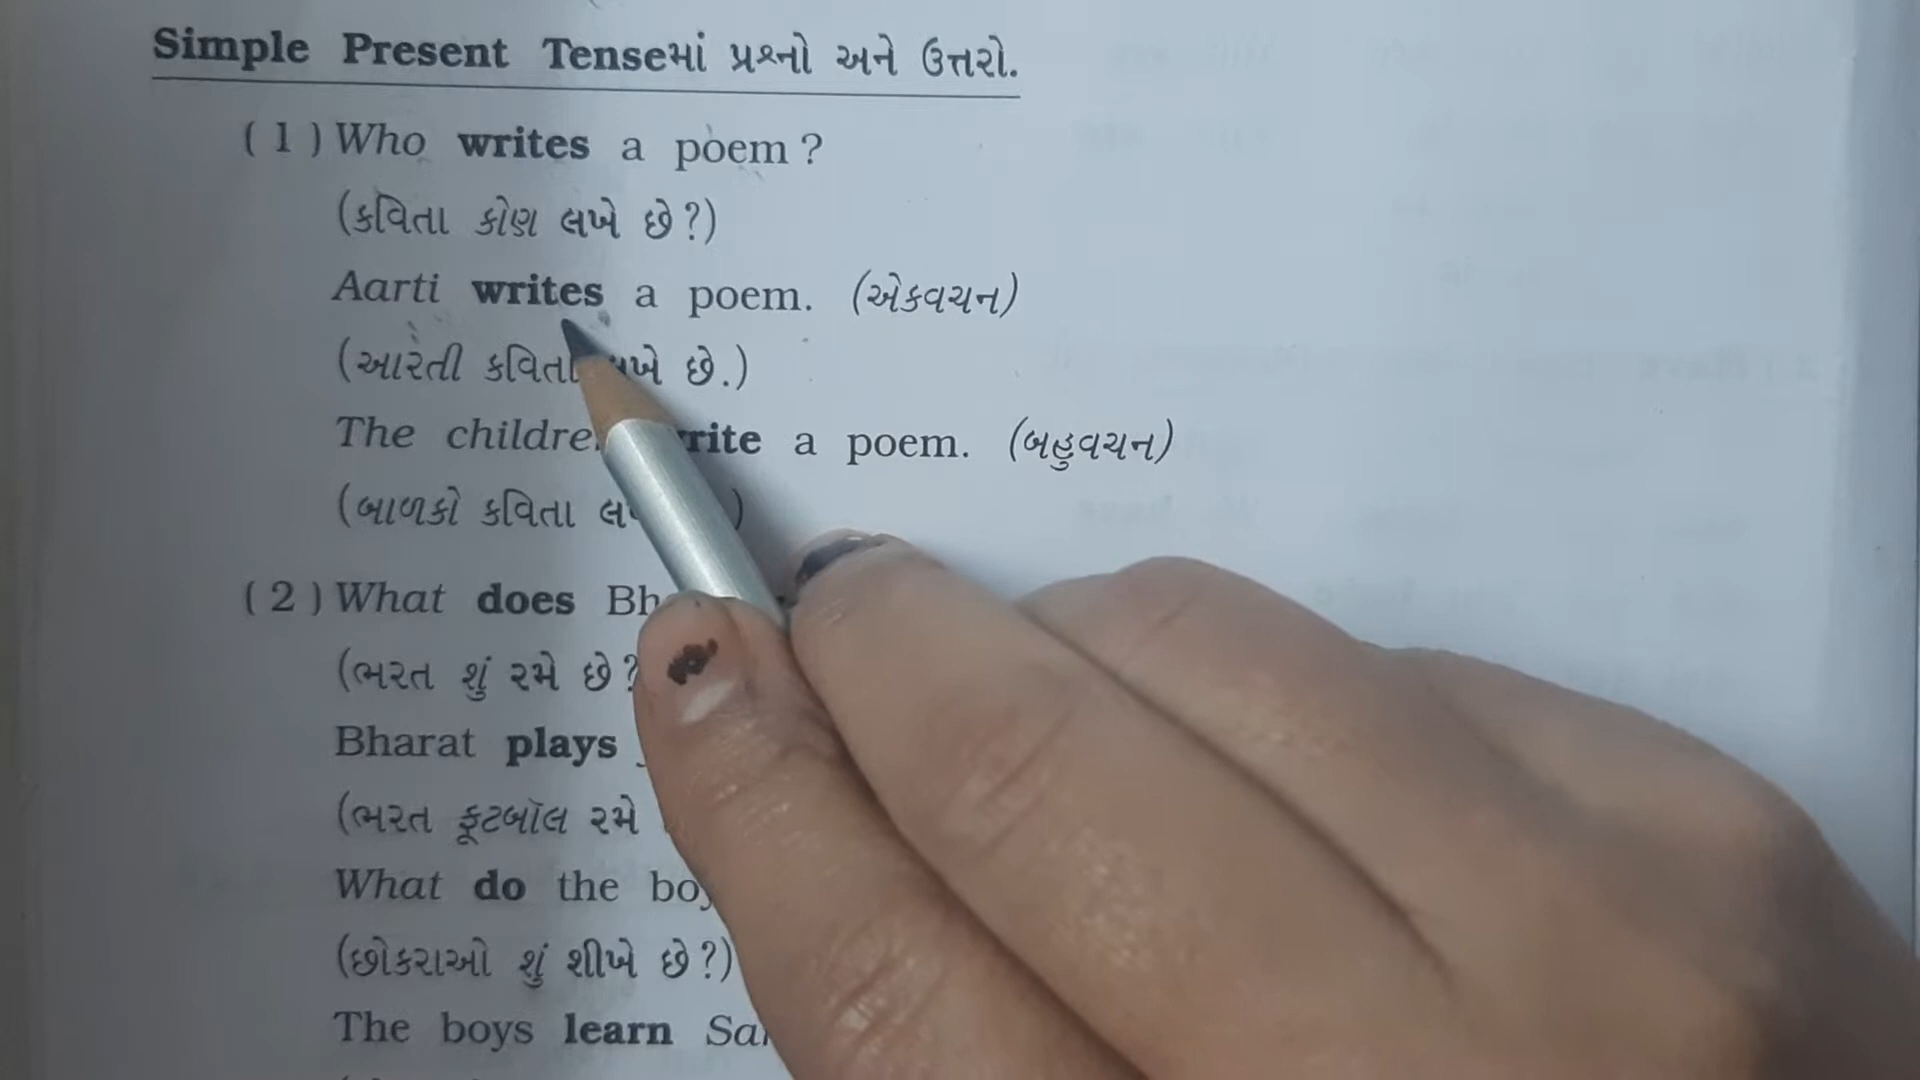 Simple Present Tenseમાં પ્રશ્નો અને ઉત્તરો.
(1) Who writes a poem?
(કવિતા કોણ લખે છે?)
Aarti writes a poem. (એકવચન)
(આરતી કવિતા છે.)
The a poem. (બહુવચન)
(બાળકો કવિતા
(2) What does
(ભરત શું રમે છે?
Bharat plays
(ભરત ફૂટબૉલ રમે
What do the
(છોકરાઓ શું શીખે છે?)
The boys learn